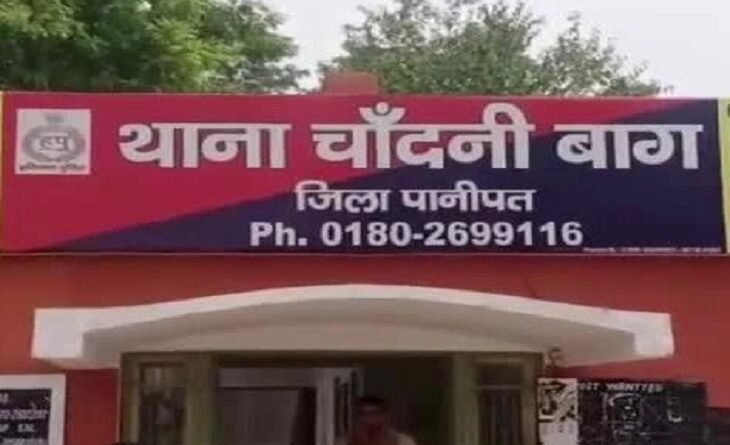 थाना चाँदनी बाग
जिला पानीपत
Ph. 0180-2699116